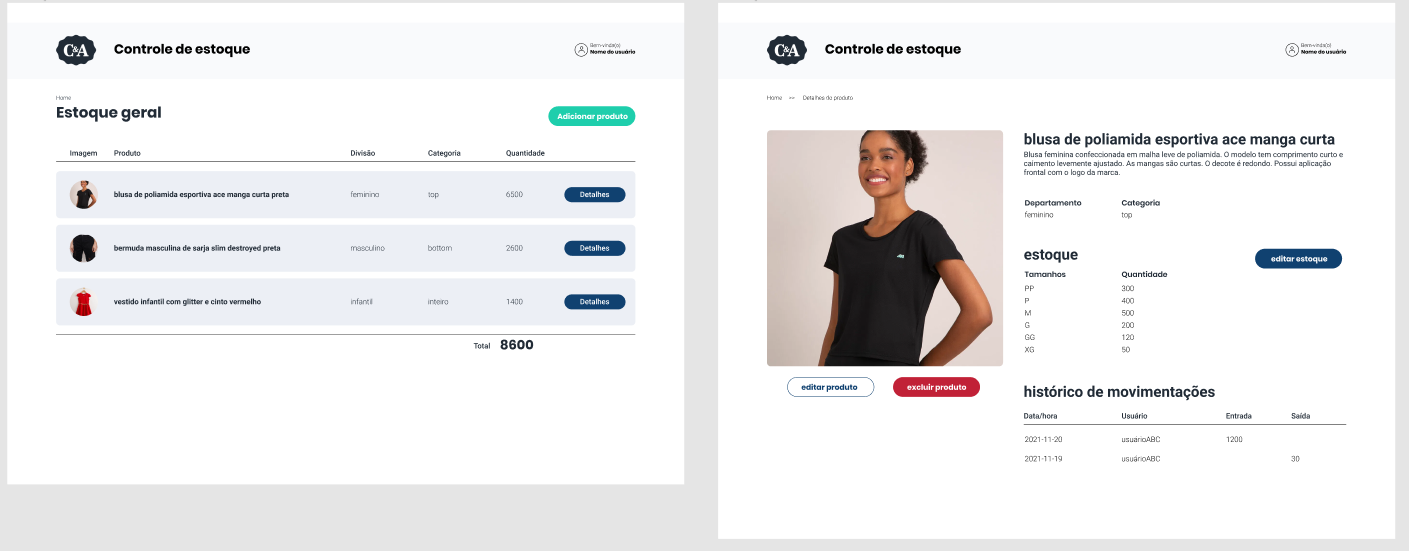 C&A
Controle de estoque
Bem-vindo(a)
Nome do usuário
Home
Estoque geral
Adicionar produto
Imagem Produto Divisão Categoria Quantidade
blusa de poliamida esportiva ace manga curta preta feminino top 6500 Detalhes
bermuda masculina de sarja slim destroyed preta masculino bottom 2600 Detalhes
vestido infantil com glitter e cinto vermelho infantil inteiro 1400 Detalhes
Total 8600
C&A
Controle de estoque
Bem-vindo(a)
Nome do usuário
Home >> Detalhes do produto
blusa de poliamida esportiva ace manga curta
Blusa feminina confeccionada em malha leve de poliamida. O modelo tem comprimento curto e
caimento levemente ajustado. As mangas são curtas. O decote é redondo. Possui aplicação
frontal com o logo da marca.
Departamento Categoria
feminino top
estoque
editar estoque
Tamanhos Quantidade
PP 300
P 400
M 500
G 200
GG 120
XG 50
editar produto
excluir produto
histórico de movimentações
Data/hora Usuário Entrada Saída
2021-11-20 usuárioABC 1200
2021-11-19 usuárioABC 30